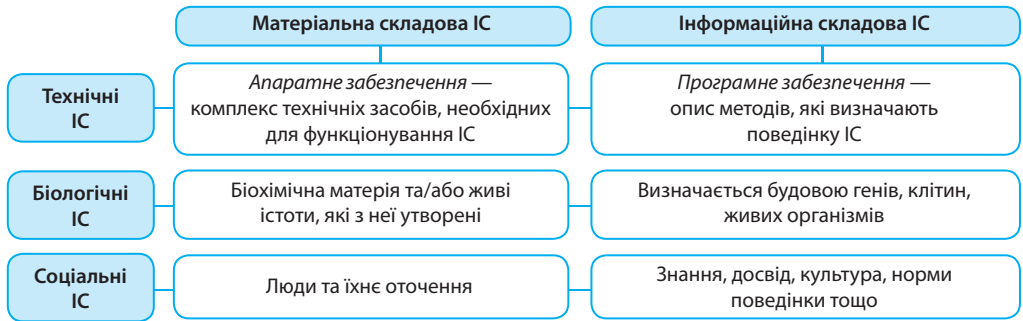 Матеріальна складова ІС
Інформаційна складова ІС
Технічні
ІС
Апаратне забезпечення —
комплекс технічніх засобів, необхідних
для функціонування ІС
Програмне забезпечення —
опис методів, які визначають
поведінку ІС
Біологічні
ІС
Біохімічна матерія та/або живі
істоти, які з неї утворені
Визначається будовою генів, клітин,
живих організмів
Соціальні
ІС
Люди та їхнє оточення
Знання, досвід, культура, норми
поведінки тощо